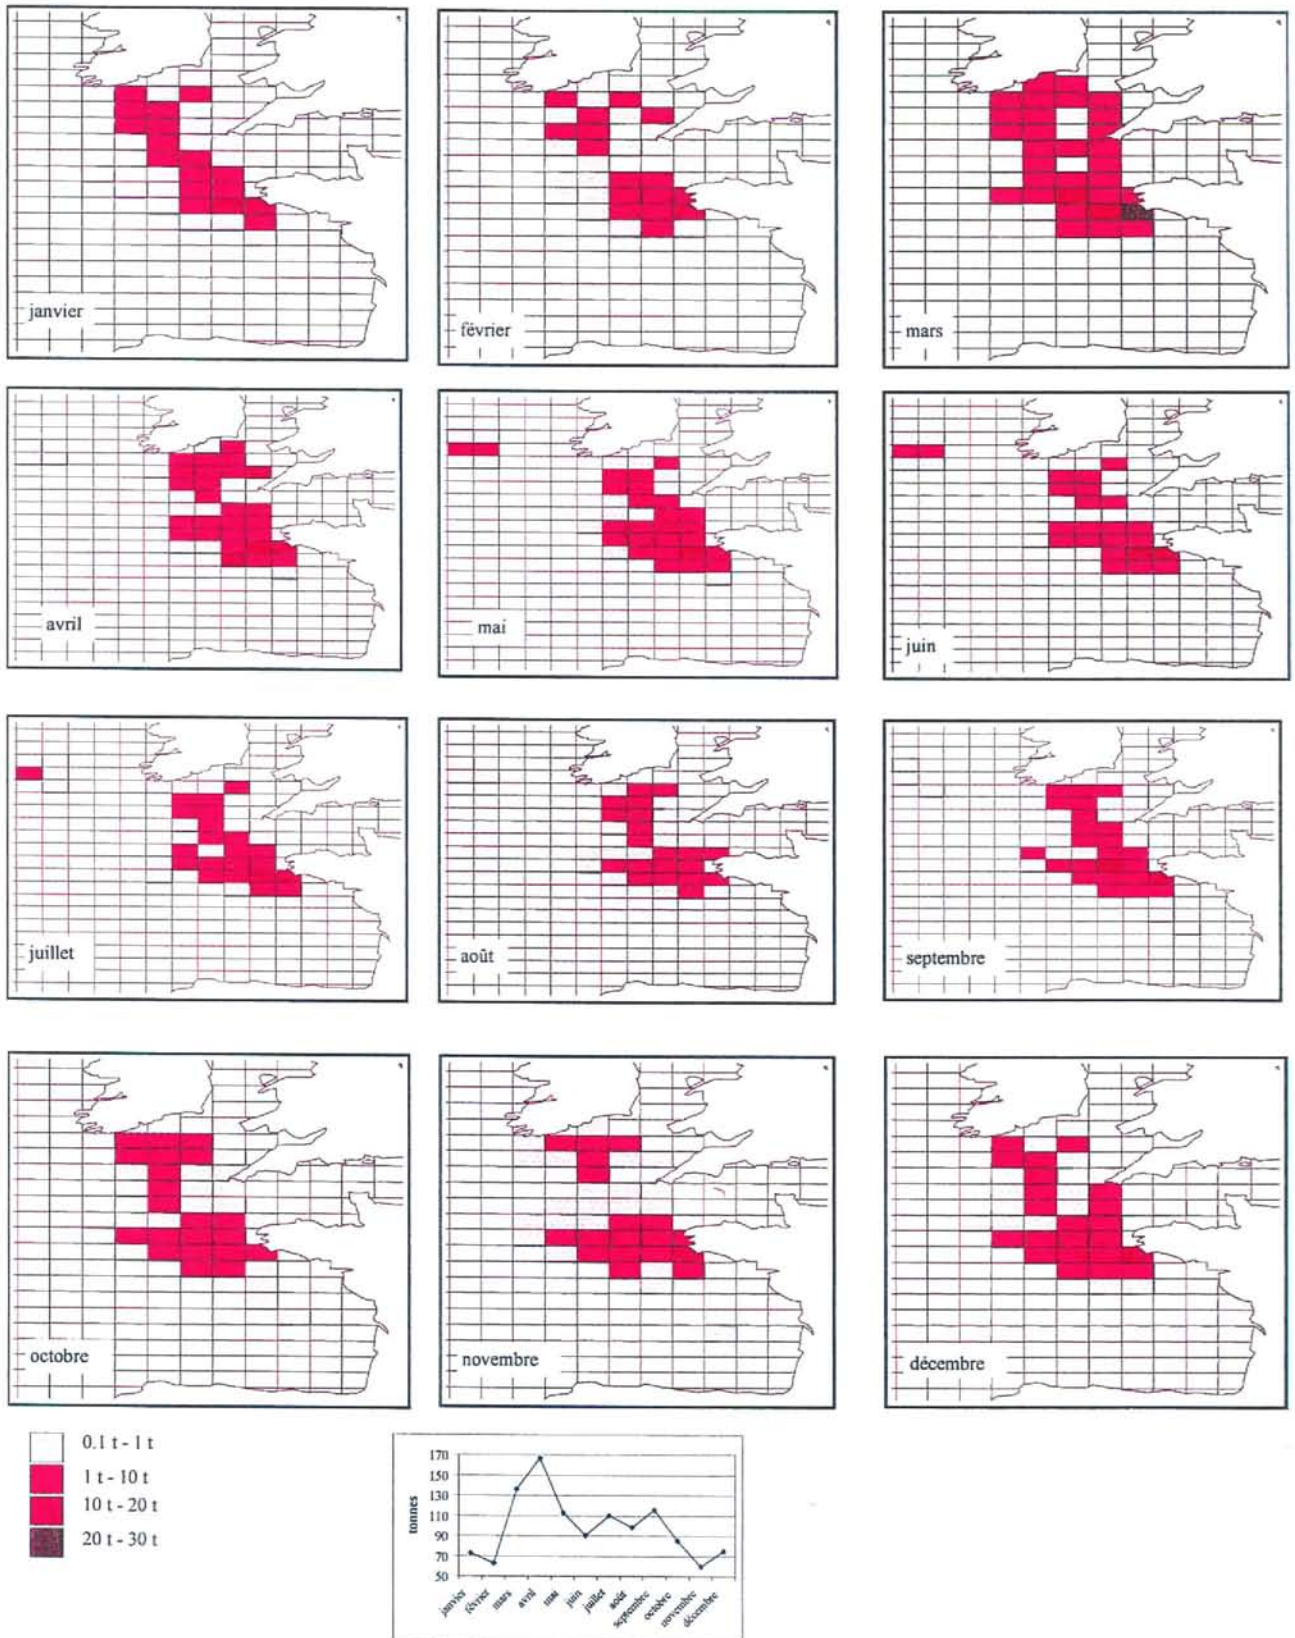 janvier
février
mars
avril
mai
juin
juillet
août
septembre
octobre
novembre
décembre
0.1 t - 1 t
1 t - 10 t
10 t - 20 t
20 t - 30 t
tonnes
170
150
130
110
90
70
50
janvier
février
mars
avril
mai
juin
juillet
août
septembre
octobre
novembre
décembre